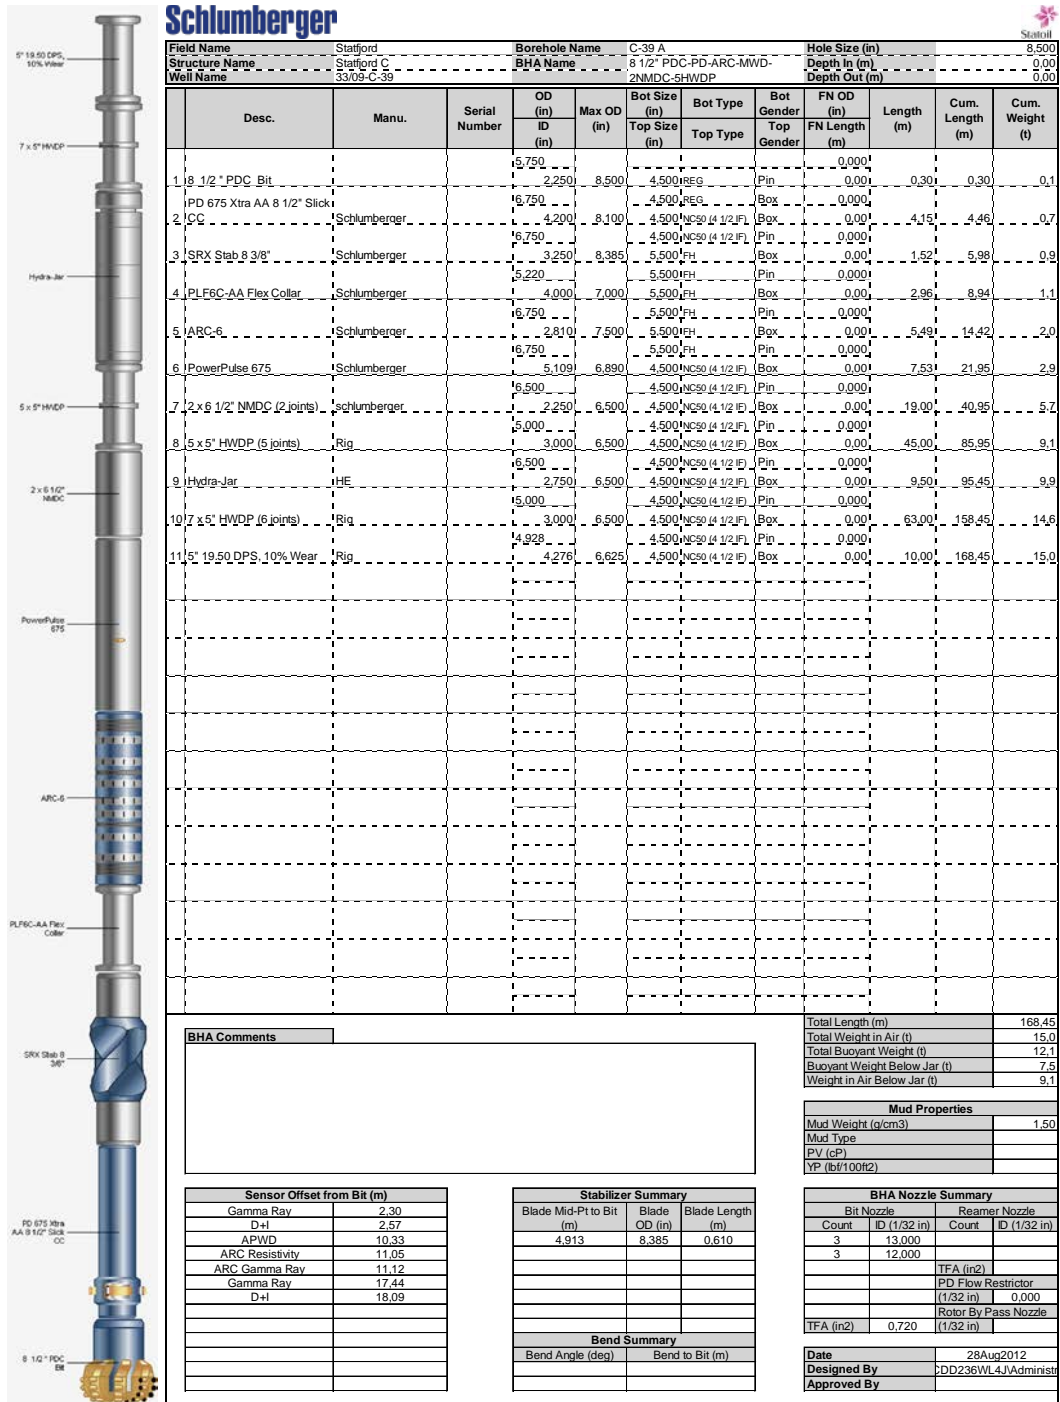 Schlumberger
Statoil
Field Name Statfjord Borehole Name C-39 A Hole Size (in) 8,500
Structure Name Statfjord C BHA Name 8 1/2" PDC-PD-ARC-MWD-2NMDC-5HWDP Depth In (m) 0,00
Well Name 33/09-C-39 Depth Out (m) 0,00
Desc. Manu. Serial Number OD (in) ID (in) Max OD (in) Bot Size (in) Top Size (in) Bot Type Top Type Bot Gender Top Gender FN OD (in) FN Length (m) Length (m) Cum. Length (m) Cum. Weight (t)
5,750 0,000
1 8 1/2 " PDC Bit 2,250 8,500 4,500 REG Pin 0,00 0,30 0,30 0,1
PD 675 Xtra AA 8 1/2" Slick 6,750 4,500 REG Box 0,000
2 CC Schlumberger 4,200 8,100 4,500 NC50 (4 1/2 IF) Box 0,00 4,15 4,46 0,7
6,750 4,500 NC50 (4 1/2 IF) Pin 0,000
3 SRX Stab 8 3/8" Schlumberger 3,250 8,385 5,500 FH Box 0,00 1,52 5,98 0,9
5,220 5,500 FH Pin 0,000
4 PLF6C-AA Flex Collar Schlumberger 4,000 7,000 5,500 FH Box 0,00 2,96 8,94 1,1
6,750 5,500 FH Pin 0,000
5 ARC-6 Schlumberger 2,810 7,500 5,500 FH Box 0,00 5,49 14,42 2,0
6,750 5,500 FH Pin 0,000
6 PowerPulse 675 Schlumberger 5,109 6,890 4,500 NC50 (4 1/2 IF) Box 0,00 7,53 21,95 2,9
6,500 4,500 NC50 (4 1/2 IF) Pin 0,000
7 2 x 6 1/2" NMDC (2 joints) schlumberger 2,250 6,500 4,500 NC50 (4 1/2 IF) Box 0,00 19,00 40,95 5,7
5,000 4,500 NC50 (4 1/2 IF) Pin 0,000
8 5 x 5" HWDP (5 joints) Rig 3,000 6,500 4,500 NC50 (4 1/2 IF) Box 0,00 45,00 85,95 9,1
6,500 4,500 NC50 (4 1/2 IF) Pin 0,000
9 Hydra-Jar HE 2,750 6,500 4,500 NC50 (4 1/2 IF) Box 0,00 9,50 95,45 9,9
5,000 4,500 NC50 (4 1/2 IF) Pin 0,000
10 7 x 5" HWDP (6 joints) Rig 3,000 6,500 4,500 NC50 (4 1/2 IF) Box 0,00 63,00 158,45 14,6
4,928 4,500 NC50 (4 1/2 IF) Pin 0,000
11 5" 19.50 DPS, 10% Wear Rig 4,276 6,625 4,500 NC50 (4 1/2 IF) Box 0,00 10,00 168,45 15,0
5" 19.50 DPS,
10% Wear
7 x 5" HWDP
Hydra-Jar
5 x 5" HWDP
2 x 6 1/2"
NMDC
PowerPulse
675
ARC-6
PLF6C-AA Flex
Collar
SRX Stab 8
3/8"
PD 675 Xtra
AA 8 1/2" Slick
CC
8 1/2 " PDC
Bit
BHA Comments
Total Length (m) 168,45
Total Weight in Air (t) 15,0
Total Buoyant Weight (t) 12,1
Buoyant Weight Below Jar (t) 7,5
Weight in Air Below Jar (t) 9,1
Mud Properties
Mud Weight (g/cm3) 1,50
Mud Type
PV (cP)
YP (lbf/100ft2)
Sensor Offset from Bit (m)
Gamma Ray 2,30
D+I 2,57
APWD 10,33
ARC Resistivity 11,05
ARC Gamma Ray 11,12
Gamma Ray 17,44
D+I 18,09
Stabilizer Summary
Blade Mid-Pt to Bit (m) Blade OD (in) Blade Length (m)
4,913 8,385 0,610
Bend Summary
Bend Angle (deg) Bend to Bit (m)
BHA Nozzle Summary
Bit Nozzle Reamer Nozzle
Count ID (1/32 in) Count ID (1/32 in)
3 13,000
3 12,000
TFA (in2)
PD Flow Restrictor
(1/32 in) 0,000
Rotor By Pass Nozzle
TFA (in2) 0,720 (1/32 in)
Date 28Aug2012
Designed By CDD236WL4J\Administr
Approved By